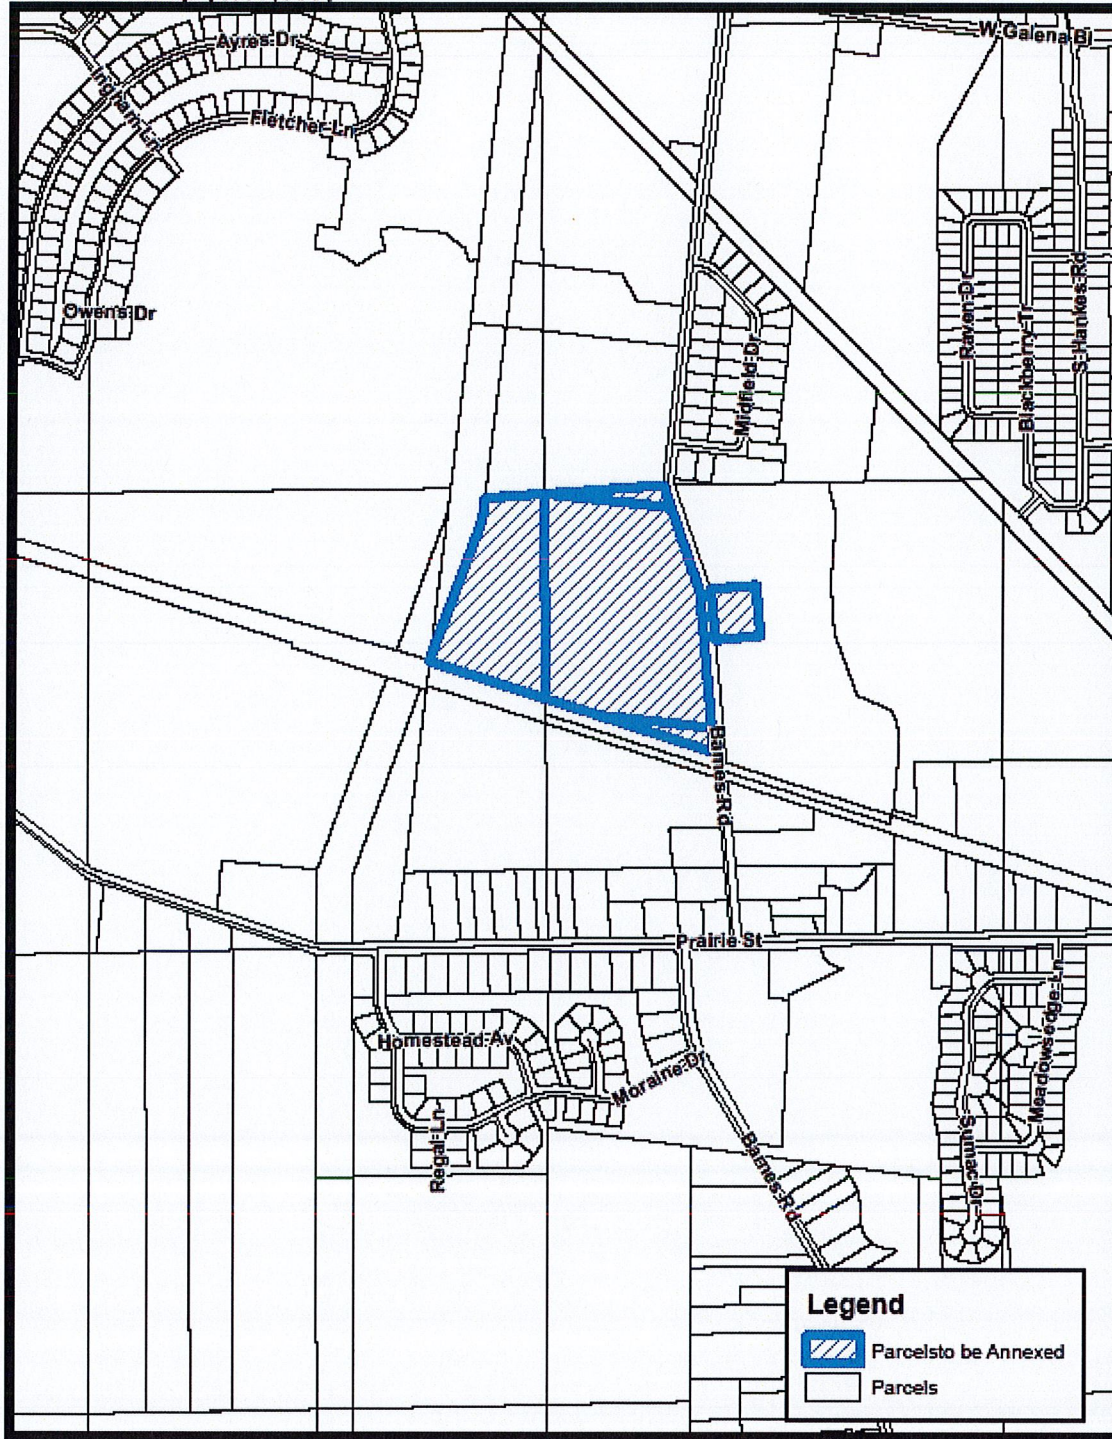 Ayres Dr
W Galena Bl
Ingham Ln
Fletcher Ln
Owens Dr
Midfield Dr
Raven Dr
Blackberry Tr
S Hankes Rd
Barnes Rd
Prairie St
Homestead Av
Moraine D
Regal Ln
Barnes Rd
Meadowsedge Ln
Sumac Dr
Legend
Parcelsto be Annexed
Parcels